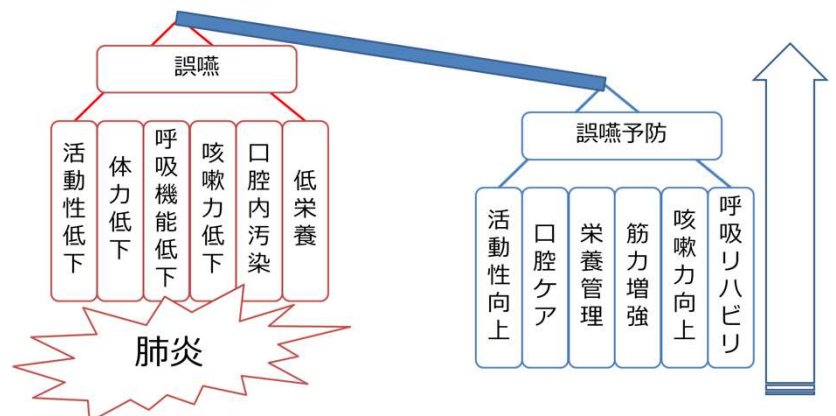 誤嚥
活動性低下
体力低下
呼吸機能低下
咳嗽力低下
口腔内汚染
低栄養
肺炎
誤嚥予防
活動性向上
口腔ケア
栄養管理
筋力増強
咳嗽力向上
呼吸リハビリ